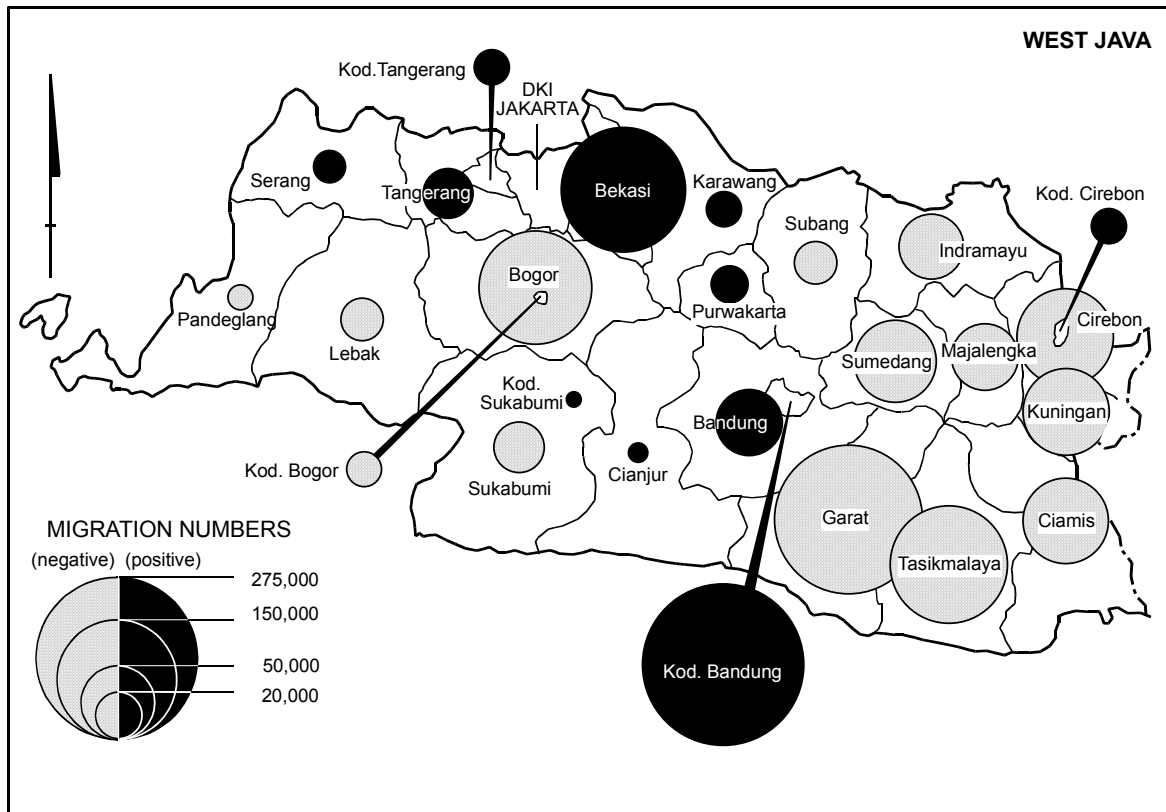 WEST JAVA
Kod.Tangerang
DKI
JAKARTA
Serang
Tangerang
Bekasi
Karawang
Kod. Cirebon
Subang
Indramayu
Bogor
Pandeglang
Purwakarta
Cirebon
Lebak
Sumedang
Majalengka
Kod.
Sukabumi
Bandung
Kuningan
Kod. Bogor
Sukabumi
Cianjur
Garat
Ciamis
Tasikmalaya
Kod. Bandung
MIGRATION NUMBERS
(negative) (positive)
275,000
150,000
50,000
20,000